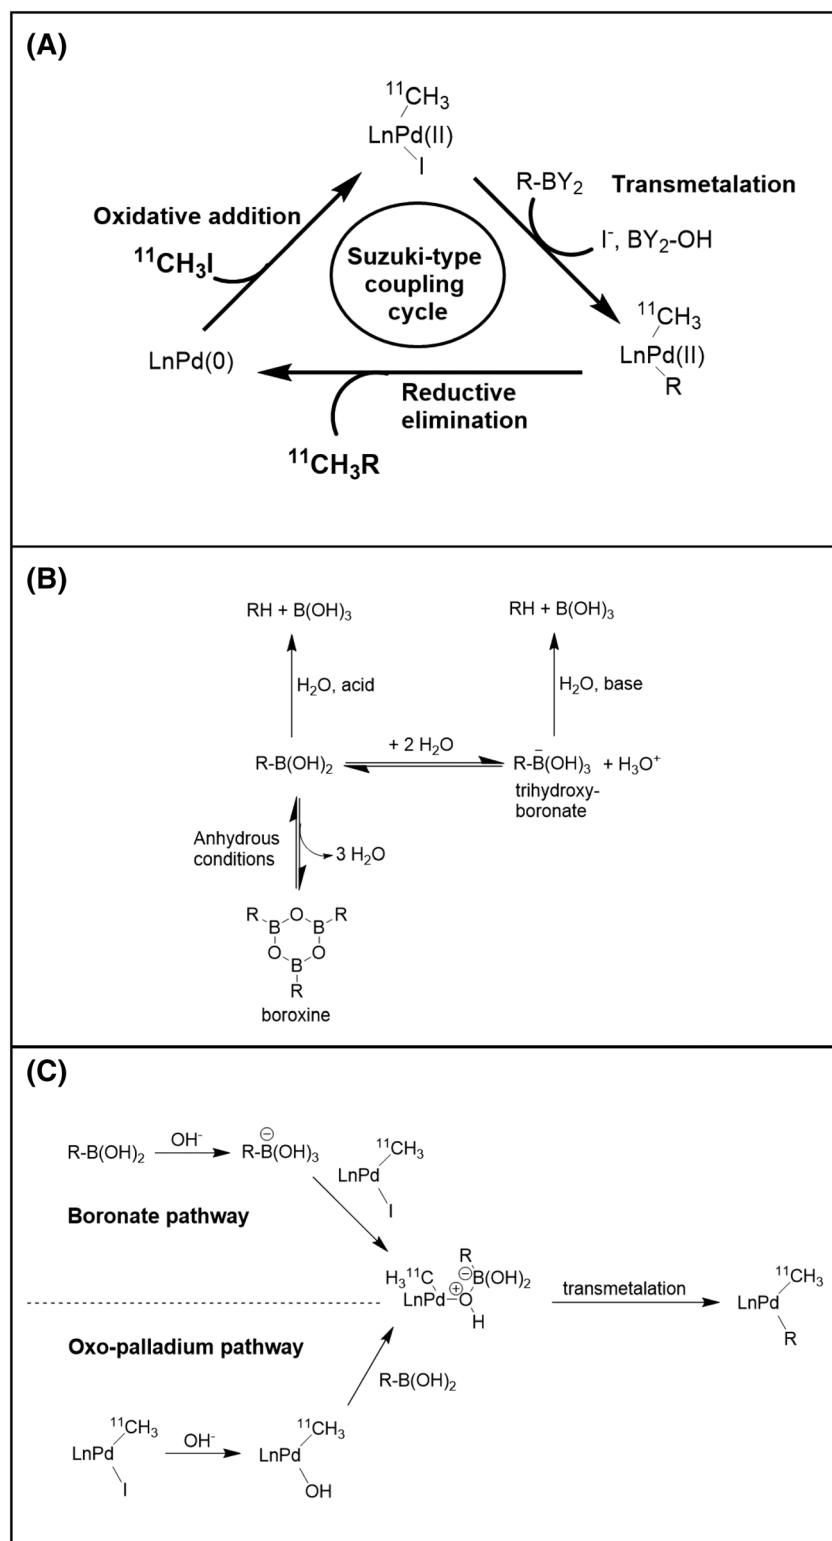 (A)
¹¹CH₃
LnPd(II)
I
R-BY₂
Transmetalation
Oxidative addition
¹¹CH₃I
I⁻, BY₂-OH
Suzuki-type
coupling
cycle
¹¹CH₃
LnPd(0)
LnPd(II)
R
Reductive
elimination
¹¹CH₃R
(B)
RH + B(OH)₃
RH + B(OH)₃
H₂O, acid
H₂O, base
+ 2 H₂O
R-B(OH)₂
R-B̄(OH)₃ + H₃O⁺
trihydroxy-
boronate
Anhydrous
conditions
3 H₂O
R B O B R
O O
B
R
boroxine
(C)
R-B(OH)₂
OH⁻
R-B⊖(OH)₃
¹¹CH₃
LnPd
I
Boronate pathway
R
H₃¹¹C
⊖B(OH)₂
LnPd-O⊕
H
transmetalation
¹¹CH₃
LnPd
R
Oxo-palladium pathway
R-B(OH)₂
¹¹CH₃
LnPd
I
OH⁻
¹¹CH₃
LnPd
OH